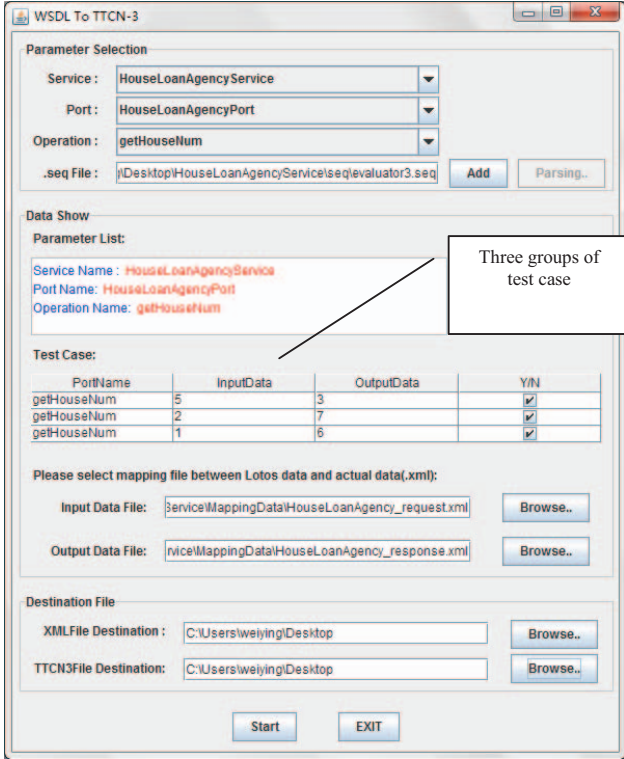 WSDL To TTCN-3
Parameter Selection
Service : HouseLoanAgencyService
Port : HouseLoanAgencyPort
Operation : getHouseNum
.seq File : \Desktop\HouseLoanAgencyService\seq\evaluator3.seq Add Parsing..
Data Show
Parameter List:
Three groups of
test case
Service Name : HouseLoanAgencyService
Port Name: HouseLoanAgencyPort
Operation Name: getHouseNum
Test Case:
PortName InputData OutputData Y/N
getHouseNum 5 3
getHouseNum 2 7
getHouseNum 1 6
Please select mapping file between Lotos data and actual data(.xml):
Input Data File: Service\MappingData\HouseLoanAgency_request.xml Browse..
Output Data File: rvice\MappingData\HouseLoanAgency_response.xml Browse..
Destination File
XMLFile Destination : C:\Users\weiying\Desktop Browse..
TTCN3File Destination: C:\Users\weiying\Desktop Browse..
Start EXIT